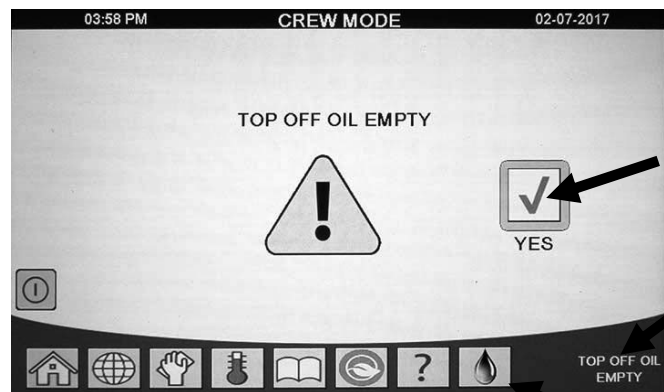 03:58 PM CREW MODE 02-07-2017
TOP OFF OIL EMPTY
!
YES
?
TOP OFF OIL
EMPTY